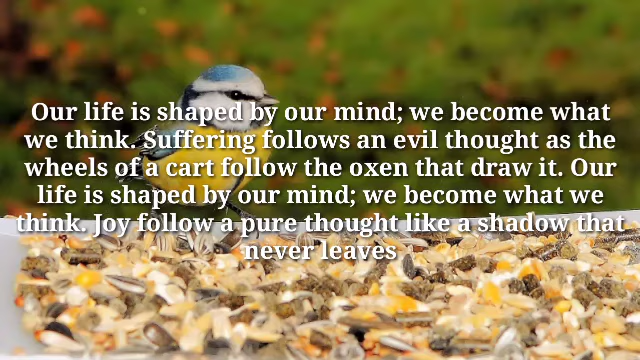 Our life is shaped by our mind; we become what
we think. Suffering follows an evil thought as the
wheels of a cart follow the oxen that draw it. Our
life is shaped by our mind; we become what we
think. Joy follow a pure thought like a shadow that
never leaves